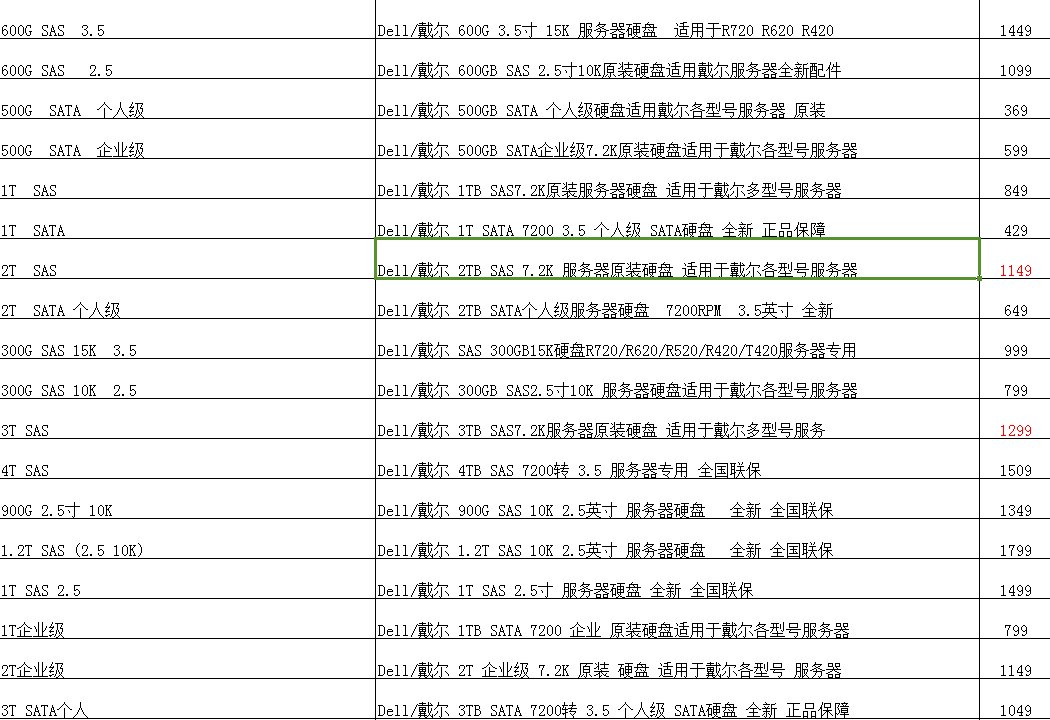 600G SAS  3.5 Dell/戴尔 600G 3.5寸 15K 服务器硬盘  适用于R720 R620 R420 1449
600G SAS   2.5 Dell/戴尔 600GB SAS 2.5寸10K原装硬盘适用戴尔服务器全新配件 1099
500G  SATA  个人级 Dell/戴尔 500GB SATA 个人级硬盘适用戴尔各型号服务器 原装 369
500G  SATA  企业级 Dell/戴尔 500GB SATA企业级7.2K原装硬盘适用于戴尔各型号服务器 599
1T  SAS Dell/戴尔 1TB SAS7.2K原装服务器硬盘 适用于戴尔多型号服务器 849
1T  SATA Dell/戴尔 1T SATA 7200 3.5 个人级 SATA硬盘 全新 正品保障 429
2T  SAS Dell/戴尔 2TB SAS 7.2K 服务器原装硬盘 适用于戴尔各型号服务器 1149
2T  SATA 个人级 Dell/戴尔 2TB SATA个人级服务器硬盘  7200RPM  3.5英寸 全新 649
300G SAS 15K  3.5 Dell/戴尔 SAS 300GB15K硬盘R720/R620/R520/R420/T420服务器专用 999
300G SAS 10K  2.5 Dell/戴尔 300GB SAS2.5寸10K 服务器硬盘适用于戴尔各型号服务器 799
3T SAS Dell/戴尔 3TB SAS7.2K服务器原装硬盘 适用于戴尔多型号服务 1299
4T SAS Dell/戴尔 4TB SAS 7200转 3.5 服务器专用 全国联保 1509
900G 2.5寸 10K Dell/戴尔 900G SAS 10K 2.5英寸 服务器硬盘   全新 全国联保 1349
1.2T SAS (2.5 10K) Dell/戴尔 1.2T SAS 10K 2.5英寸 服务器硬盘   全新 全国联保 1799
1T SAS 2.5 Dell/戴尔 1T SAS 2.5寸 服务器硬盘 全新 全国联保 1499
1T企业级 Dell/戴尔 1TB SATA 7200 企业 原装硬盘适用于戴尔各型号服务器 799
2T企业级 Dell/戴尔 2T 企业级 7.2K 原装 硬盘 适用于戴尔各型号 服务器 1149
3T SATA个人 Dell/戴尔 3TB SATA 7200转 3.5 个人级 SATA硬盘 全新 正品保障 1049